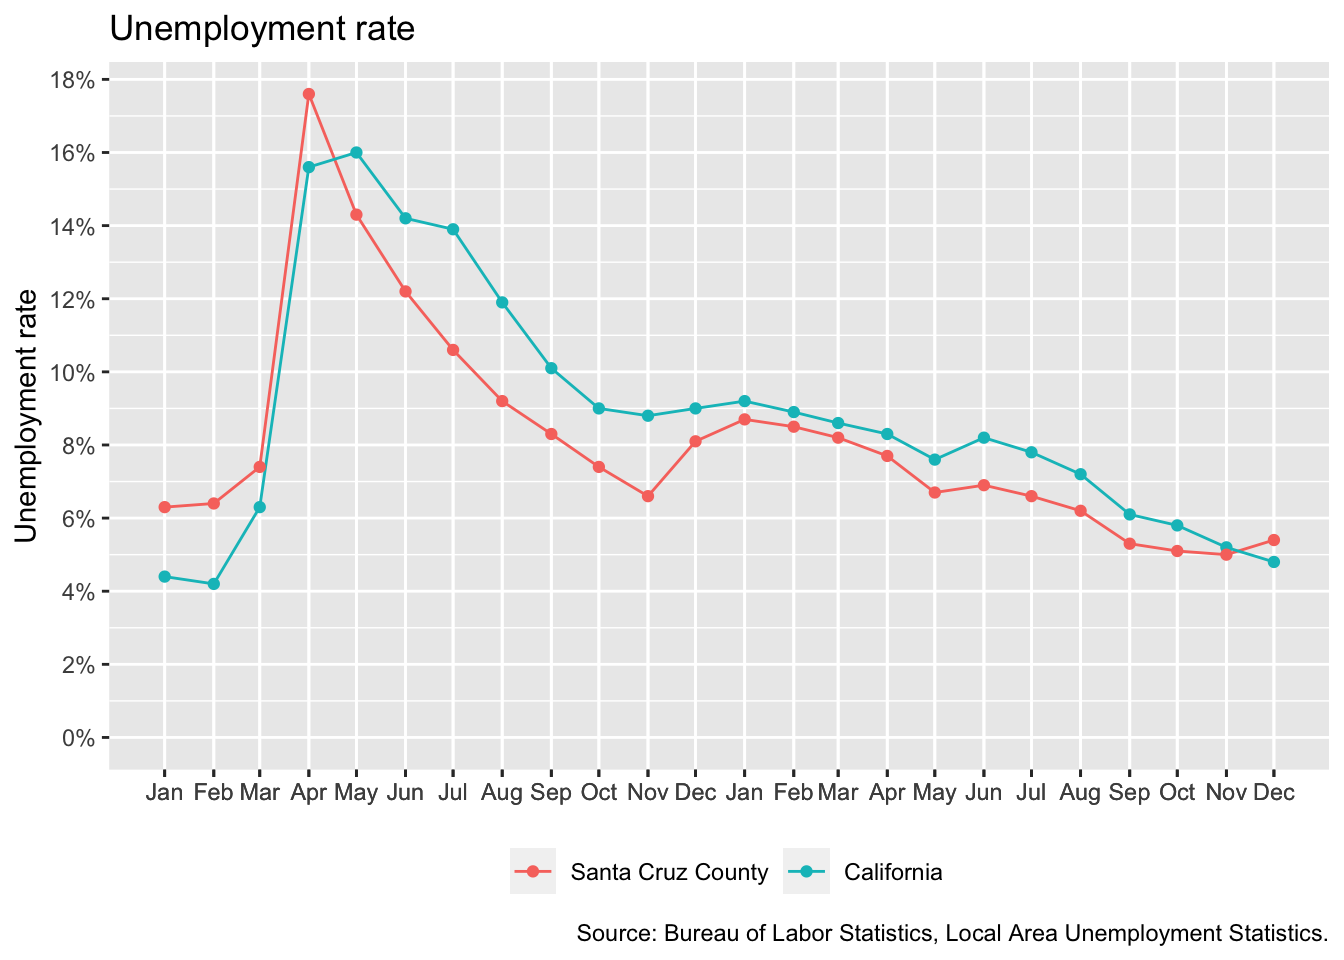 Unemployment rate
Unemployment rate
18%
16%
14%
12%
10%
8%
6%
4%
2%
0%
Jan Feb Mar Apr May Jun Jul Aug Sep Oct Nov Dec Jan Feb Mar Apr May Jun Jul Aug Sep Oct Nov Dec
Santa Cruz County California
Source: Bureau of Labor Statistics, Local Area Unemployment Statistics.